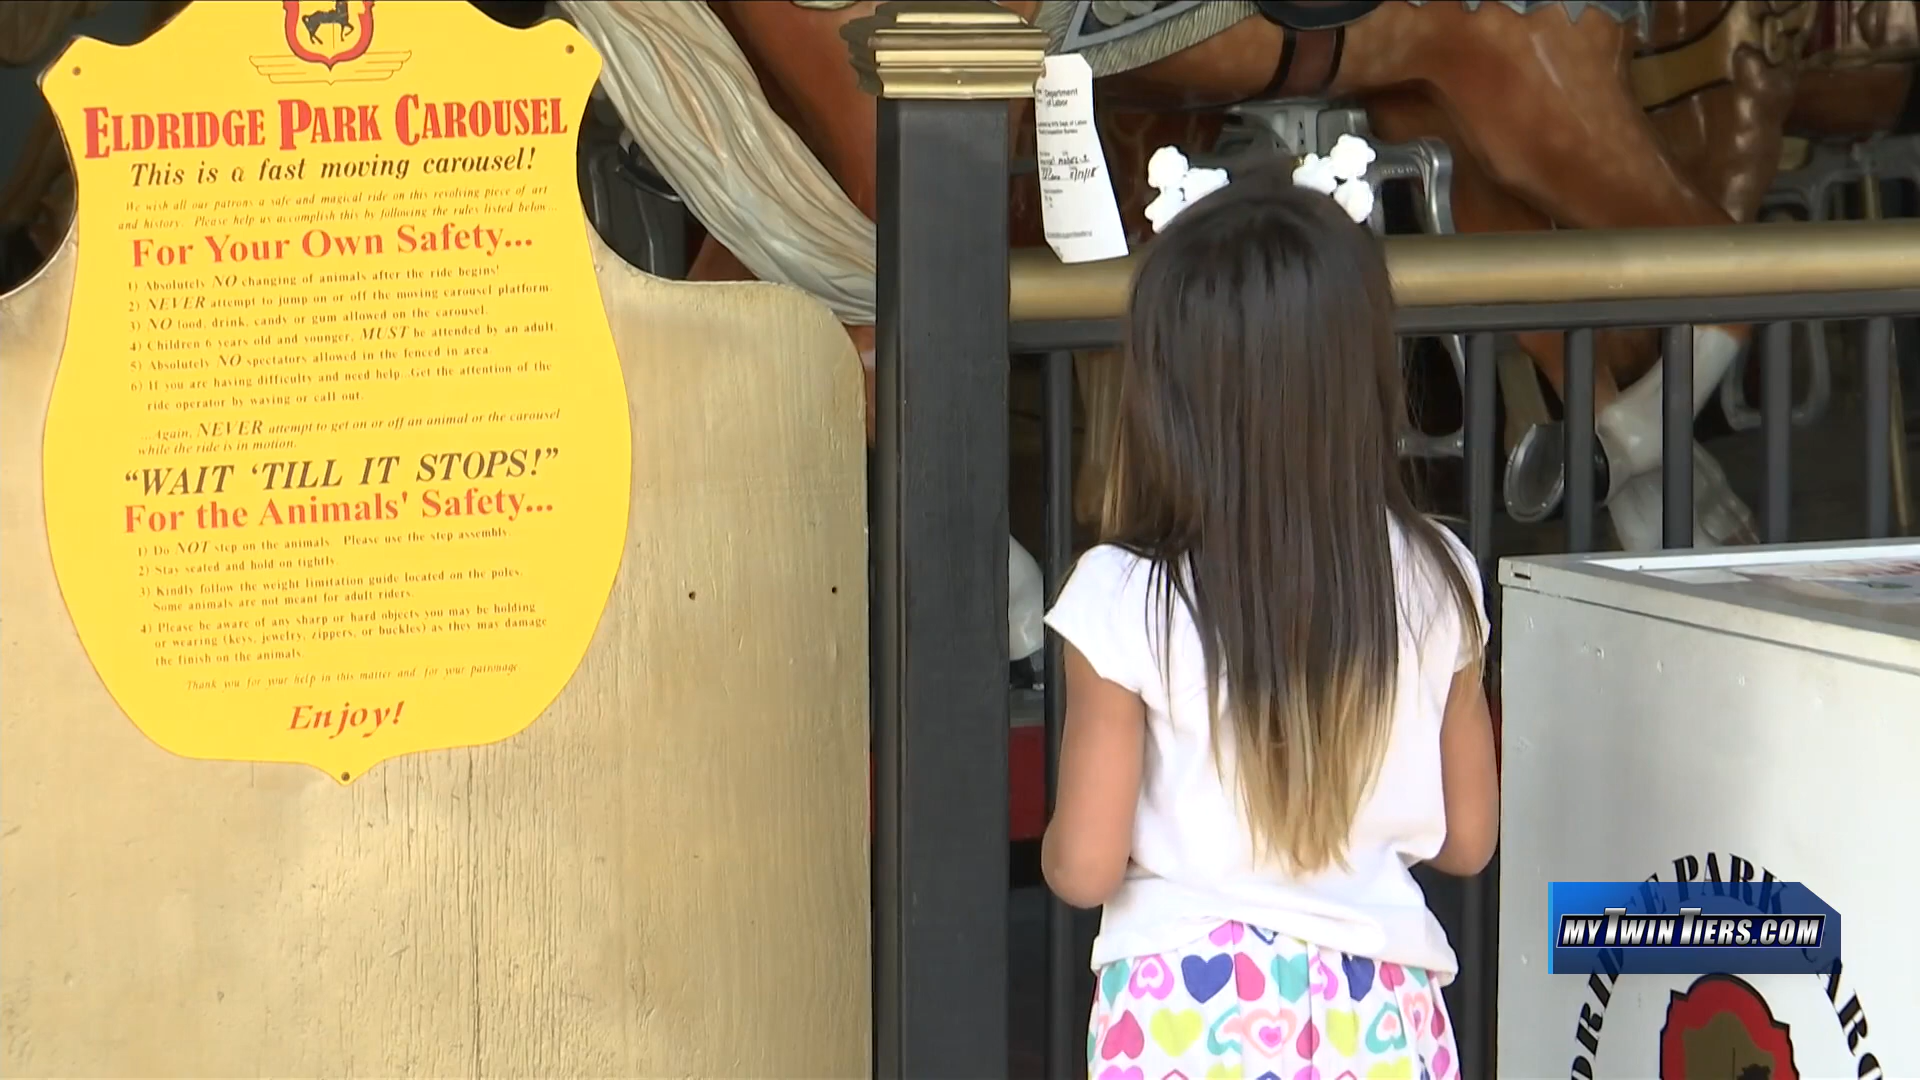 ELDRIDGE PARK CAROUSEL
This is a fast moving carousel!
We wish all our patrons a safe and magical ride on this revolving piece of art
and history. Please help us accomplish this by following the rules listed below...
For Your Own Safety...
1) Absolutely NO changing of animals after the ride begins!
2) NEVER attempt to jump on or off the moving carousel platform.
3) NO food, drink, candy or gum allowed on the carousel.
4) Children 6 years old and younger, MUST be attended by an adult.
5) Absolutely NO spectators allowed in the fenced in area.
6) If you are having difficulty and need help...Get the attention of the
ride operator by waving or call out.
...Again, NEVER attempt to get on or off an animal or the carousel
while the ride is in motion.
"WAIT 'TILL IT STOPS!"
For the Animals' Safety...
1) Do NOT step on the animals. Please use the step assembly.
2) Stay seated and hold on tightly.
3) Kindly follow the weight limitation guide located on the poles.
Some animals are not meant for adult riders.
4) Please be aware of any sharp or hard objects you may be holding
or wearing (keys, jewelry, zippers, or buckles) as they may damage
the finish on the animals.
Thank you for your help in this matter and for your patronage.
Enjoy!
Department
of Labor
MYTWINTIERS.COM
PARK